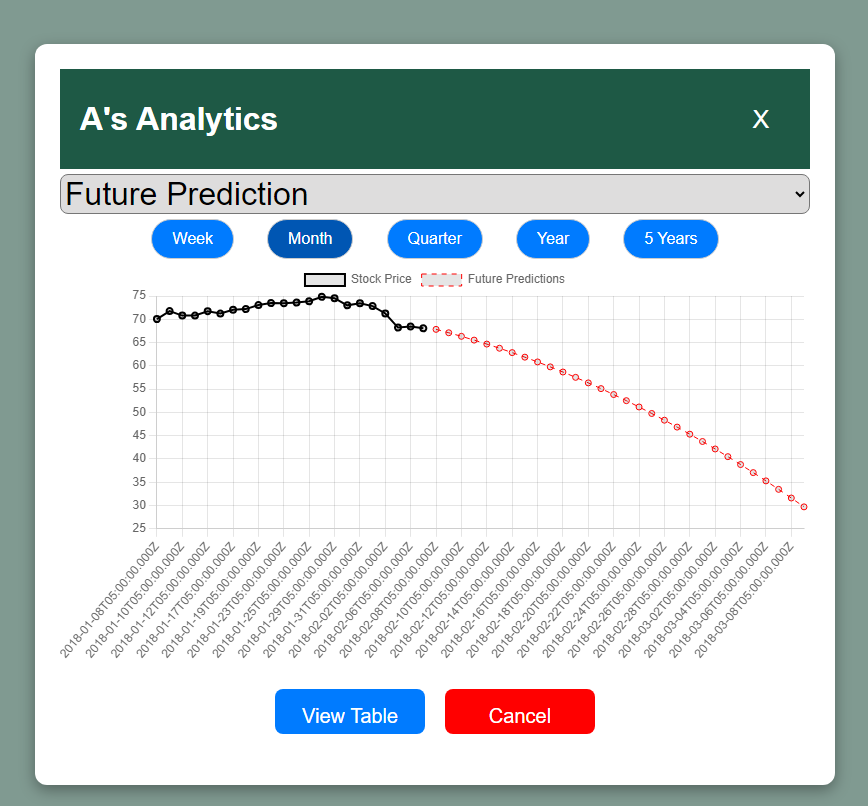 A's Analytics X
Future Prediction
Week Month Quarter Year 5 Years
Stock Price Future Predictions
75
70
65
60
55
50
45
40
35
30
25
2018-01-08T05:00:00.000Z
2018-01-10T05:00:00.000Z
2018-01-12T05:00:00.000Z
2018-01-17T05:00:00.000Z
2018-01-19T05:00:00.000Z
2018-01-23T05:00:00.000Z
2018-01-25T05:00:00.000Z
2018-01-29T05:00:00.000Z
2018-01-31T05:00:00.000Z
2018-02-02T05:00:00.000Z
2018-02-06T05:00:00.000Z
2018-02-08T05:00:00.000Z
2018-02-10T05:00:00.000Z
2018-02-12T05:00:00.000Z
2018-02-14T05:00:00.000Z
2018-02-16T05:00:00.000Z
2018-02-18T05:00:00.000Z
2018-02-20T05:00:00.000Z
2018-02-22T05:00:00.000Z
2018-02-24T05:00:00.000Z
2018-02-26T05:00:00.000Z
2018-02-28T05:00:00.000Z
2018-03-02T05:00:00.000Z
2018-03-04T05:00:00.000Z
2018-03-06T05:00:00.000Z
2018-03-08T05:00:00.000Z
View Table Cancel